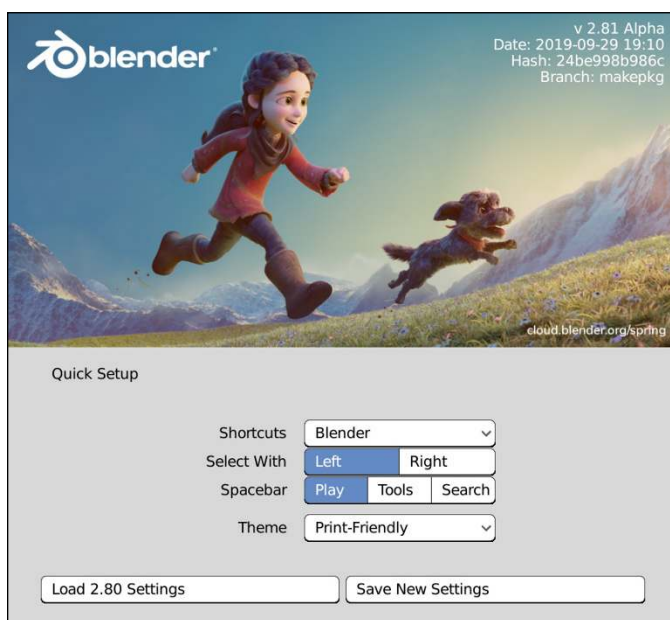 blender
v 2.81 Alpha
Date: 2019-09-29 19:10
Hash: 24be998b986c
Branch: makepkg
cloud.blender.org/spring
Quick Setup
Shortcuts Blender
Select With Left Right
Spacebar Play Tools Search
Theme Print-Friendly
Load 2.80 Settings Save New Settings